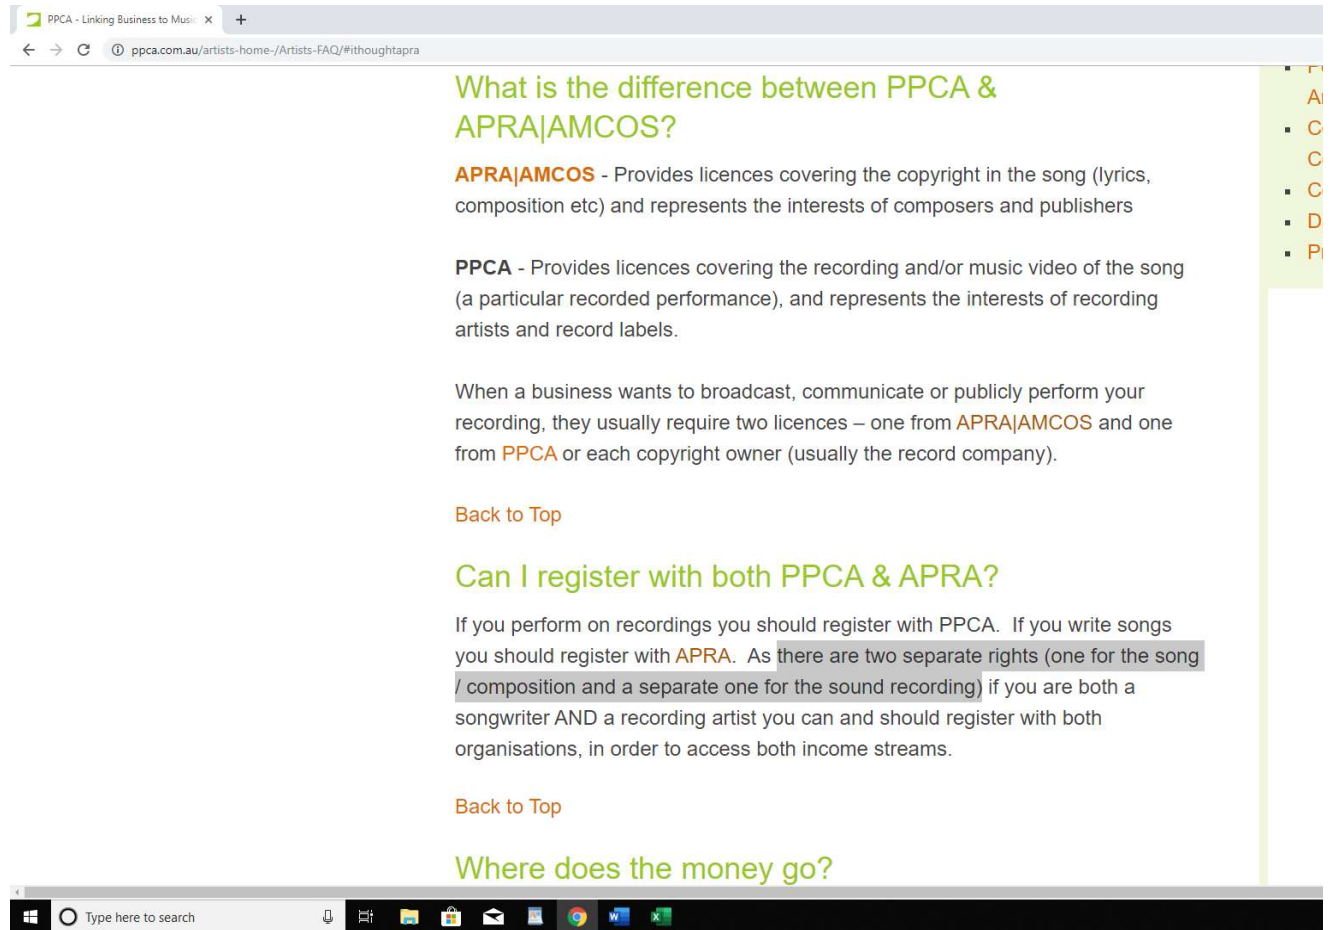 PPCA - Linking Business to Music
ppca.com.au/artists-home-/Artists-FAQ/#ithoughtapra
What is the difference between PPCA &
APRA|AMCOS?
APRA|AMCOS - Provides licences covering the copyright in the song (lyrics,
composition etc) and represents the interests of composers and publishers
PPCA - Provides licences covering the recording and/or music video of the song
(a particular recorded performance), and represents the interests of recording
artists and record labels.
When a business wants to broadcast, communicate or publicly perform your
recording, they usually require two licences – one from APRA|AMCOS and one
from PPCA or each copyright owner (usually the record company).
Back to Top
Can I register with both PPCA & APRA?
If you perform on recordings you should register with PPCA.  If you write songs
you should register with APRA.  As there are two separate rights (one for the song
/ composition and a separate one for the sound recording) if you are both a
songwriter AND a recording artist you can and should register with both
organisations, in order to access both income streams.
Back to Top
Where does the money go?
Type here to search